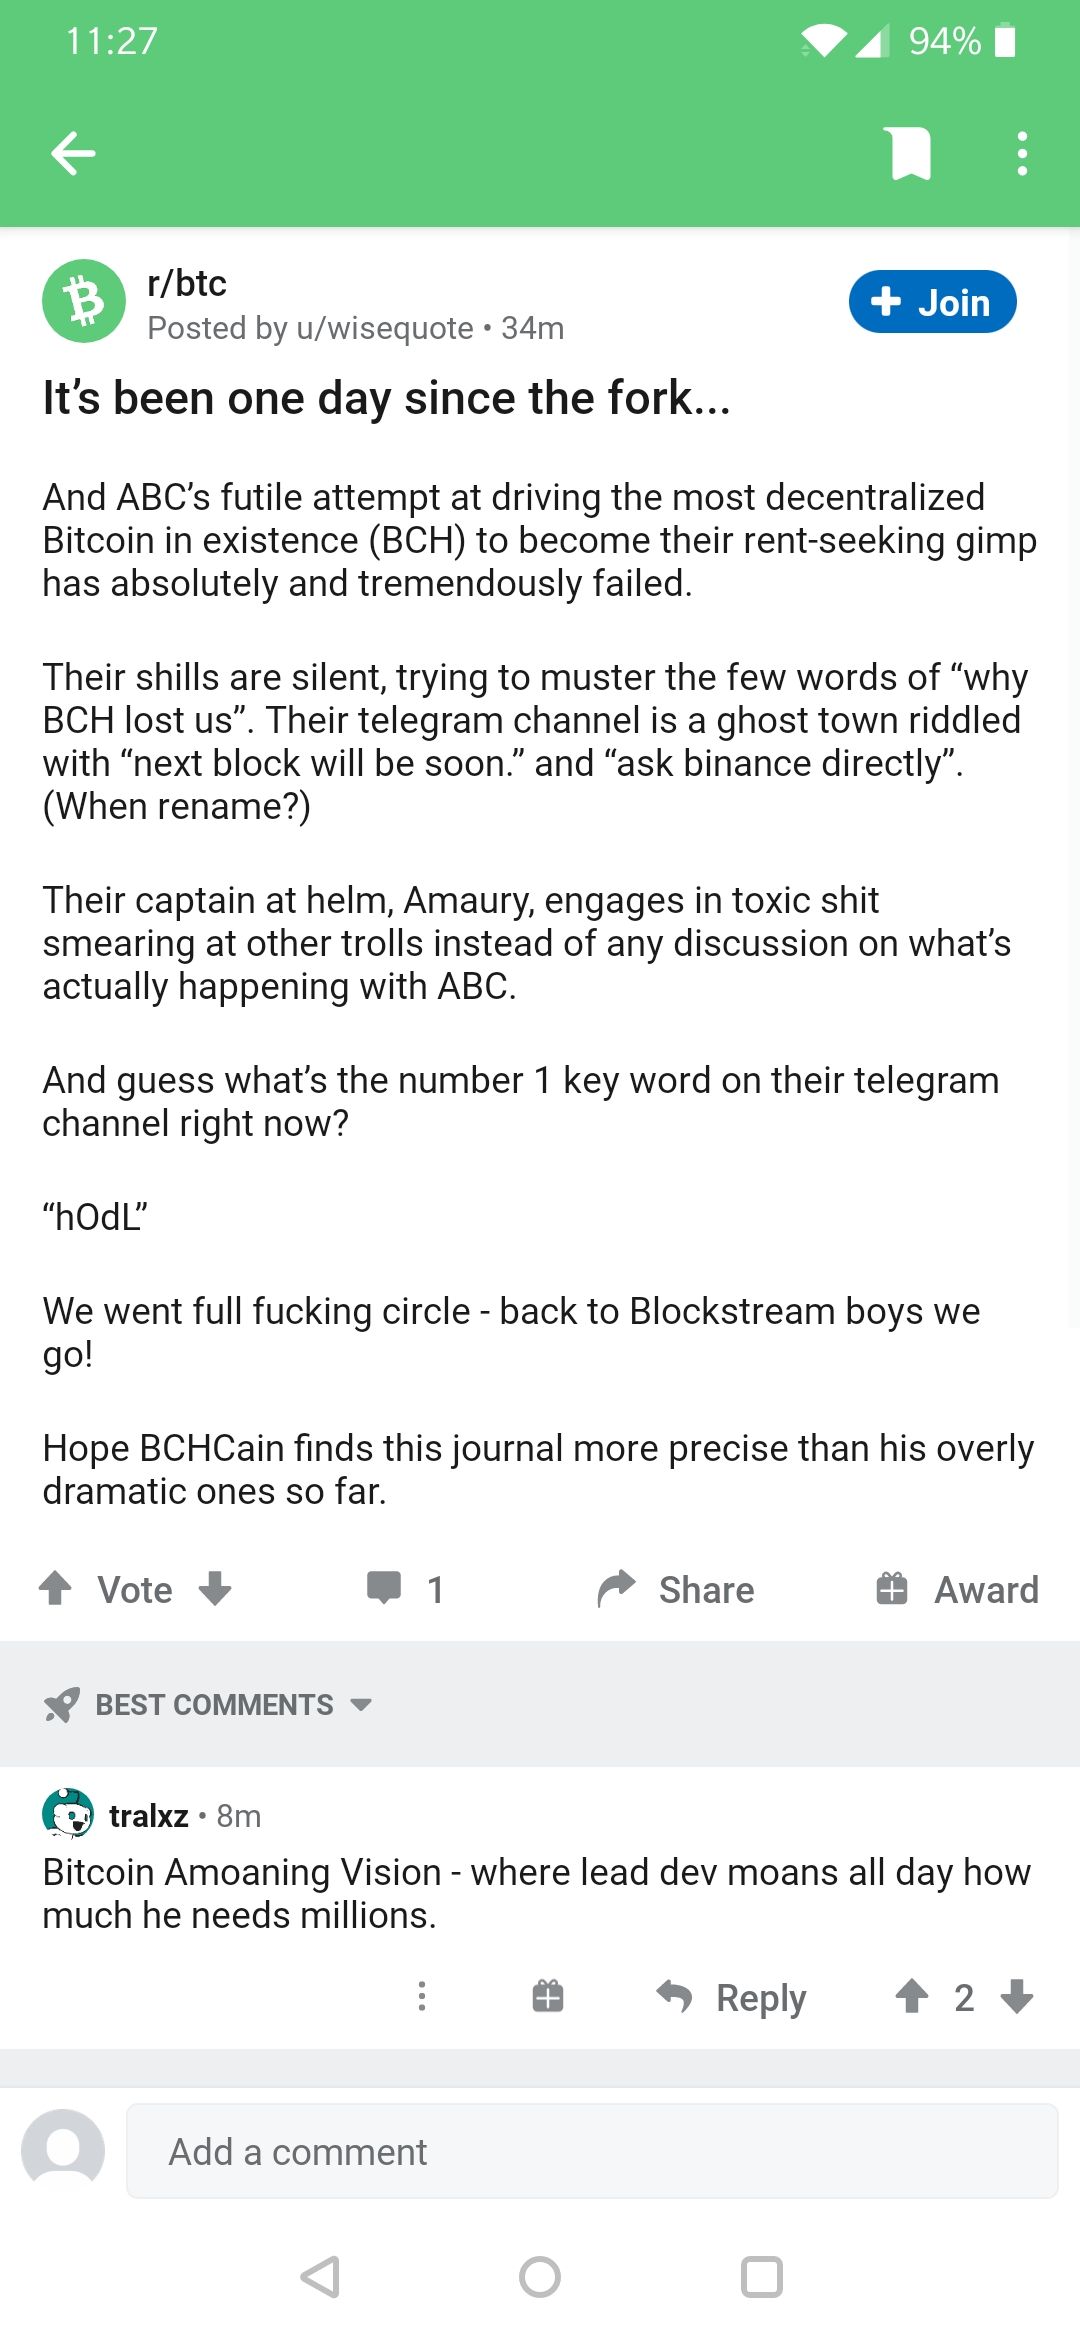 11:27
94%
r/btc
Posted by u/wisequote • 34m
Join
It’s been one day since the fork...
And ABC’s futile attempt at driving the most decentralized
Bitcoin in existence (BCH) to become their rent-seeking gimp
has absolutely and tremendously failed.
Their shills are silent, trying to muster the few words of “why
BCH lost us”. Their telegram channel is a ghost town riddled
with “next block will be soon.” and “ask binance directly”.
(When rename?)
Their captain at helm, Amaury, engages in toxic shit
smearing at other trolls instead of any discussion on what’s
actually happening with ABC.
And guess what’s the number 1 key word on their telegram
channel right now?
“hOdL”
We went full fucking circle - back to Blockstream boys we
go!
Hope BCHCain finds this journal more precise than his overly
dramatic ones so far.
Vote
1
Share
Award
BEST COMMENTS
tralxz • 8m
Bitcoin Amoaning Vision - where lead dev moans all day how
much he needs millions.
Reply
2
Add a comment